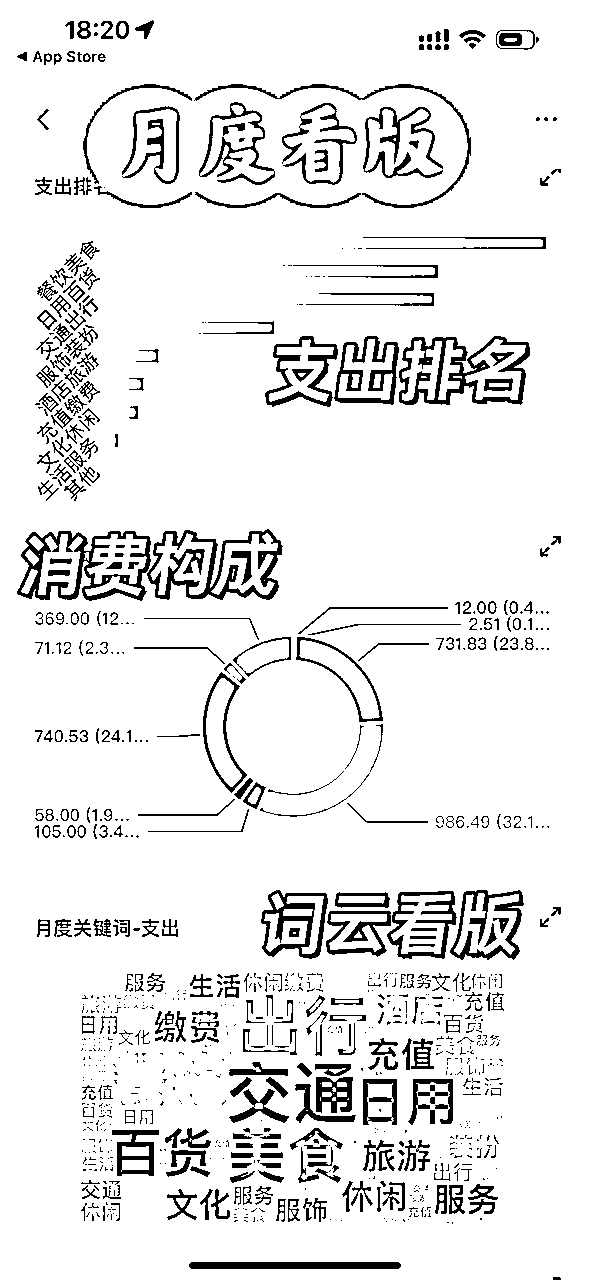 18:20
App Store
月度看版
支出排名
餐饮美食
日用百货
交通出行
服饰装扮
酒店旅游
充值缴费
文化休闲
生活服务
其他
支出排名
消费构成
369.00 (12...
12.00 (0.4...
2.51 (0.1...
71.12 (2.3...
731.83 (23.8...
740.53 (24.1...
58.00 (1.9...
105.00 (3.4...
986.49 (32.1...
月度关键词-支出
词云看版
服务 生活 休闲缴费 出行服务文化休闲
日用 文化 缴费 出行 酒店 百货 充值
充值 美食 服务
交通 日用 生活
百货
日用
百货 美食 旅游 装扮
出行
交通 文化 服务 服饰 休闲 充值 服务
休闲 美食